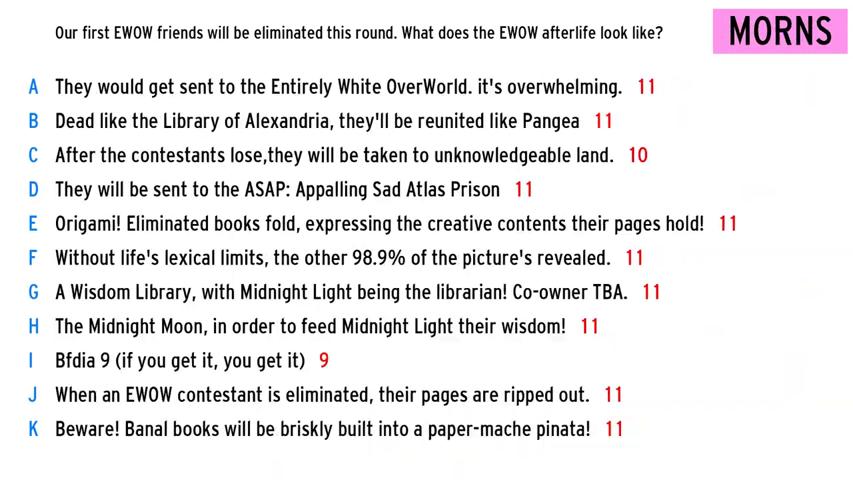 Our first EWOW friends will be eliminated this round. What does the EWOW afterlife look like?
MORNS
A They would get sent to the Entirely White OverWorld. it's overwhelming. 11
B Dead like the Library of Alexandria, they'll be reunited like Pangea 11
C After the contestants lose,they will be taken to unknowledgeable land. 10
D They will be sent to the ASAP: Appalling Sad Atlas Prison 11
E Origami! Eliminated books fold, expressing the creative contents their pages hold! 11
F Without life's lexical limits, the other 98.9% of the picture's revealed. 11
G A Wisdom Library, with Midnight Light being the librarian! Co-owner TBA. 11
H The Midnight Moon, in order to feed Midnight Light their wisdom! 11
I Bfdia 9 (if you get it, you get it) 9
J When an EWOW contestant is eliminated, their pages are ripped out. 11
K Beware! Banal books will be briskly built into a paper-mache pinata! 11